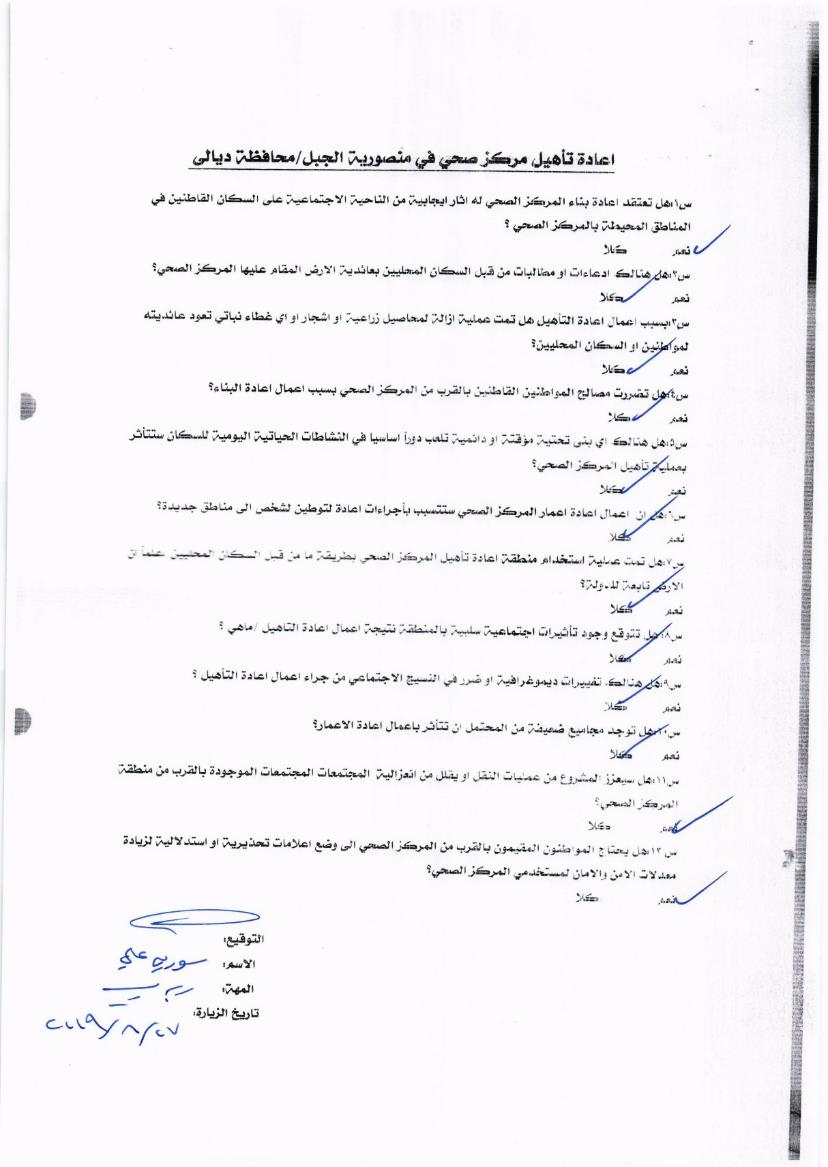 اعادة تأهيل مركز صحي في منصورية الجبل/محافظة ديالى
س١:هل تعتقد اعادة بناء المركز الصحي له اثار ايجابية من الناحية الاجتماعية على السكان القاطنين في
المناطق المحيطة بالمركز الصحي ؟
نعم كلا
س٢:هل هنالك ادعاءات او مطالبات من قبل السكان المحليين بعائدية الارض المقام عليها المركز الصحي؟
نعم كلا
س٣:بسبب اعمال اعادة التأهيل هل تمت عملية ازالة لمحاصيل زراعية او اشجار او اي غطاء نباتي تعود عائديته
لمواطنين او السكان المحليين؟
نعم كلا
س٤:هل تضررت مصالح المواطنين القاطنين بالقرب من المركز الصحي بسبب اعمال اعادة البناء؟
نعم كلا
س٥:هل هنالك اي بنى تحتية مؤقتة او دائمية تلعب دوراً اساسيا في النشاطات الحياتية اليومية للسكان ستتأثر
بعملية تأهيل المركز الصحي؟
نعم كلا
س٦:هل ان اعمال اعادة اعمار المركز الصحي ستتسبب بأجراءات اعادة لتوطين لشخص الى مناطق جديدة؟
نعم كلا
س٧:هل تمت عملية استخدام منطقة اعادة تأهيل المركز الصحي بطريقة ما من قبل السكان المحليين علماً ان
الارض تابعة للدولة؟
نعم كلا
س٨:هل تتوقع وجود تأثيرات اجتماعية سلبية بالمنطقة نتيجة اعمال اعادة التاهيل /ماهي ؟
نعم كلا
س٩:هل هنالك تغييرات ديموغرافية او ضرر في النسيج الاجتماعي من جراء اعمال اعادة التأهيل ؟
نعم كلا
س١٠:هل توجد مجاميع ضعيفة من المحتمل ان تتأثر باعمال اعادة الاعمار؟
نعم كلا
س١١:هل سيعزز المشروع من عمليات النقل او يقلل من انعزالية المجتمعات المجتمعات الموجودة بالقرب من منطقة
المركز الصحي؟
نعم كلا
س١٢:هل يحتاج المواطنون المقيمون بالقرب من المركز الصحي الى وضع اعلامات تحذيرية او استدلالية لزيادة
معدلات الامن والامان لمستخدمي المركز الصحي؟
نعم كلا
التوقيع:
الاسم: علي
المهة:
تاريخ الزيارة: ٢٠١٩/٨/٢٧